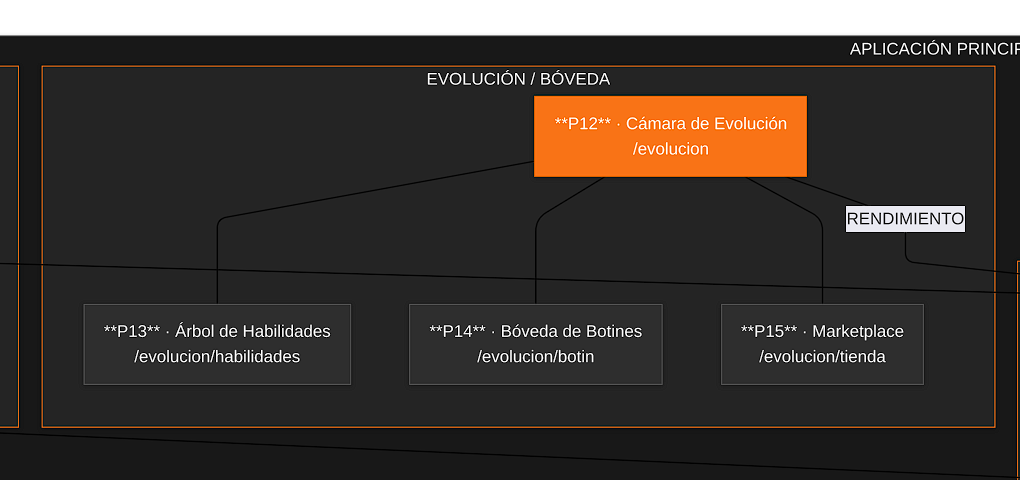 APLICACIÓN PRINCIP
EVOLUCIÓN / BÓVEDA
**P12** · Cámara de Evolución
/evolucion
RENDIMIENTO
**P13** · Árbol de Habilidades
/evolucion/habilidades
**P14** · Bóveda de Botines
/evolucion/botin
**P15** · Marketplace
/evolucion/tienda